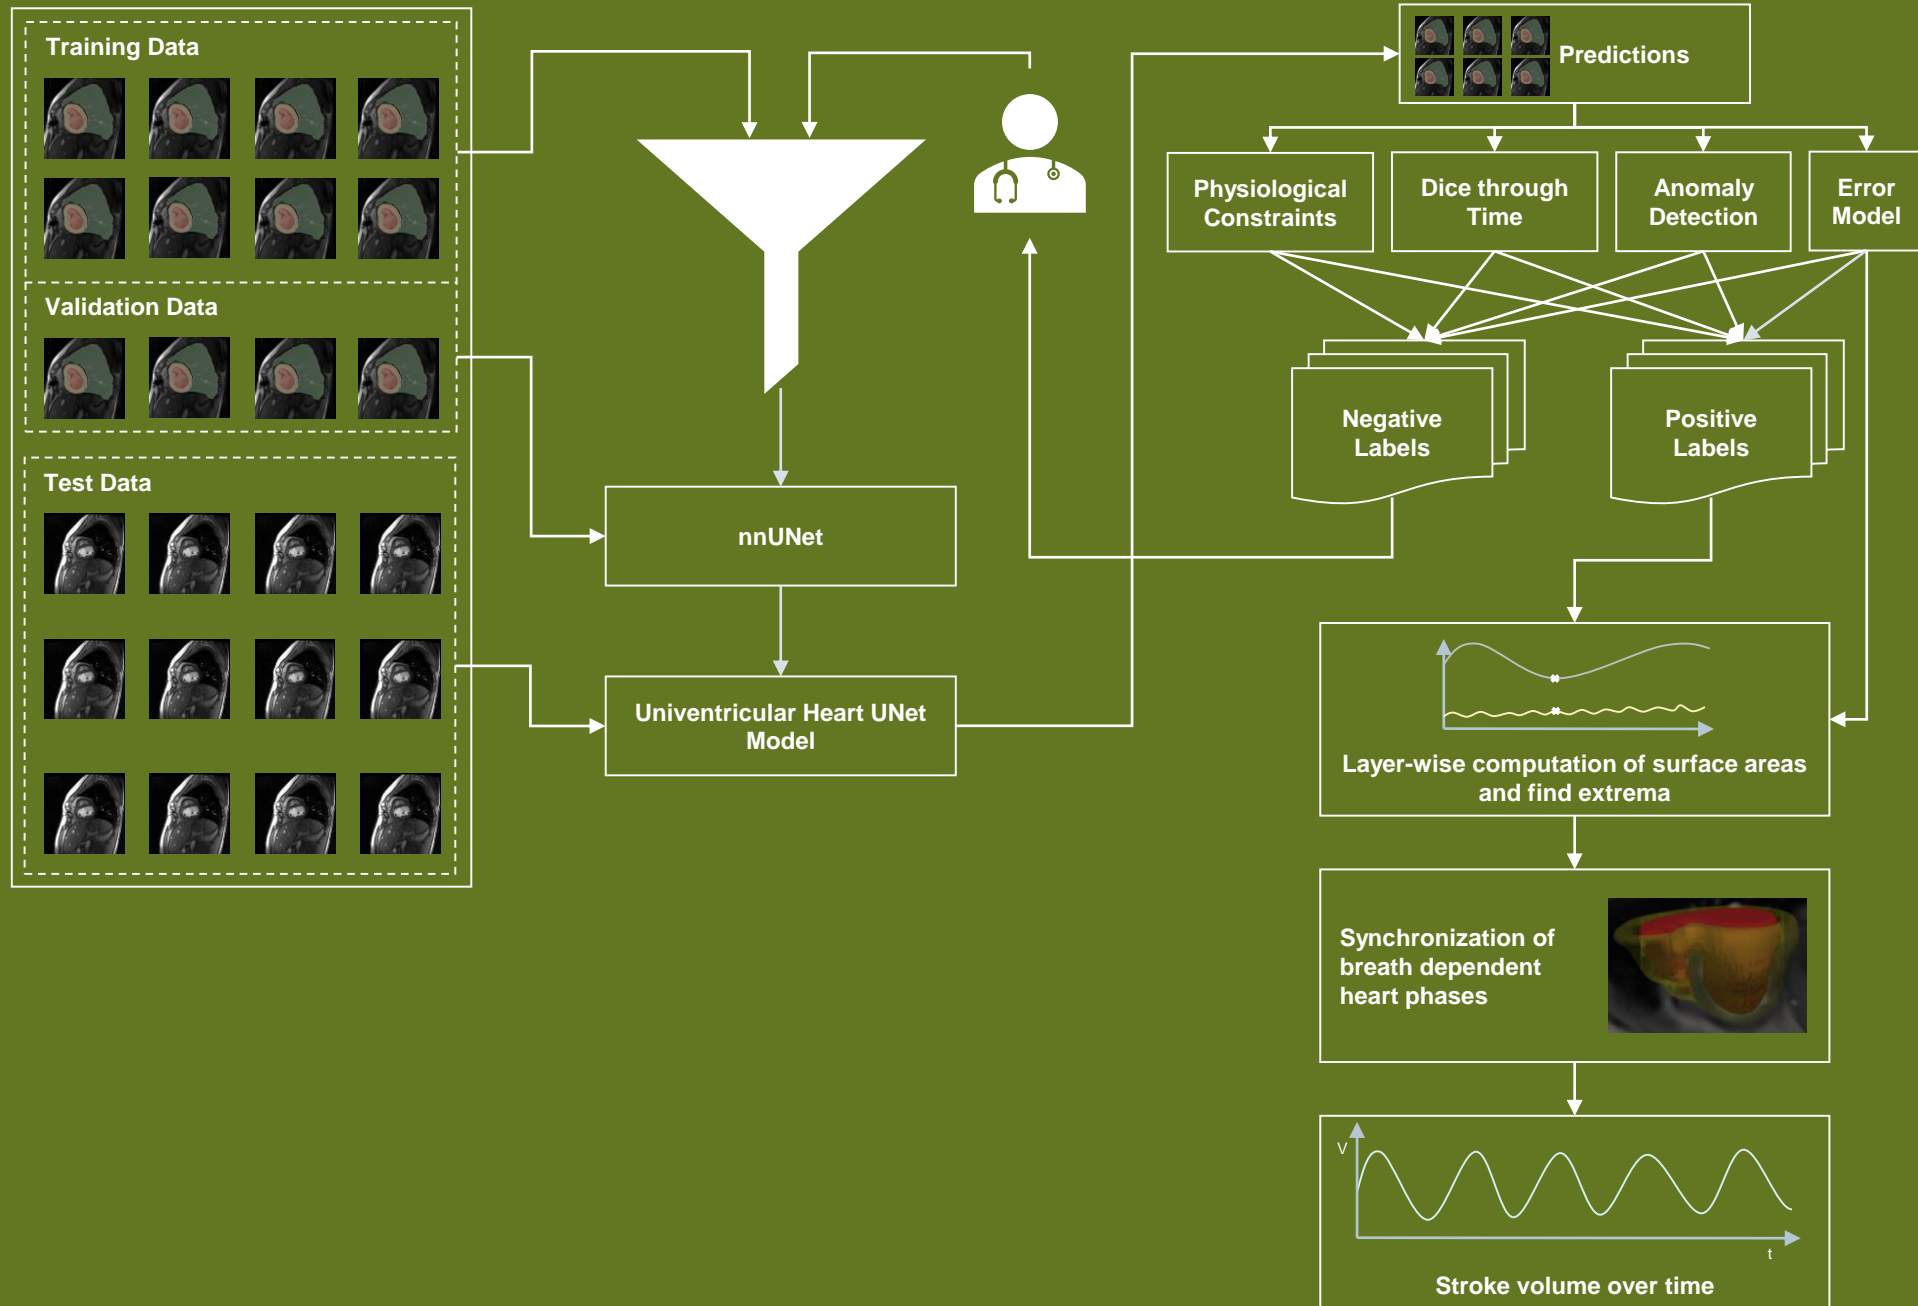 Training Data
Validation Data
Test Data
nnUNet
Univentricular Heart UNet
Model
Predictions
Physiological
Constraints
Dice through
Time
Anomaly
Detection
Error
Model
Negative
Labels
Positive
Labels
Layer-wise computation of surface areas
and find extrema
Synchronization of
breath dependent
heart phases
V
t
Stroke volume over time